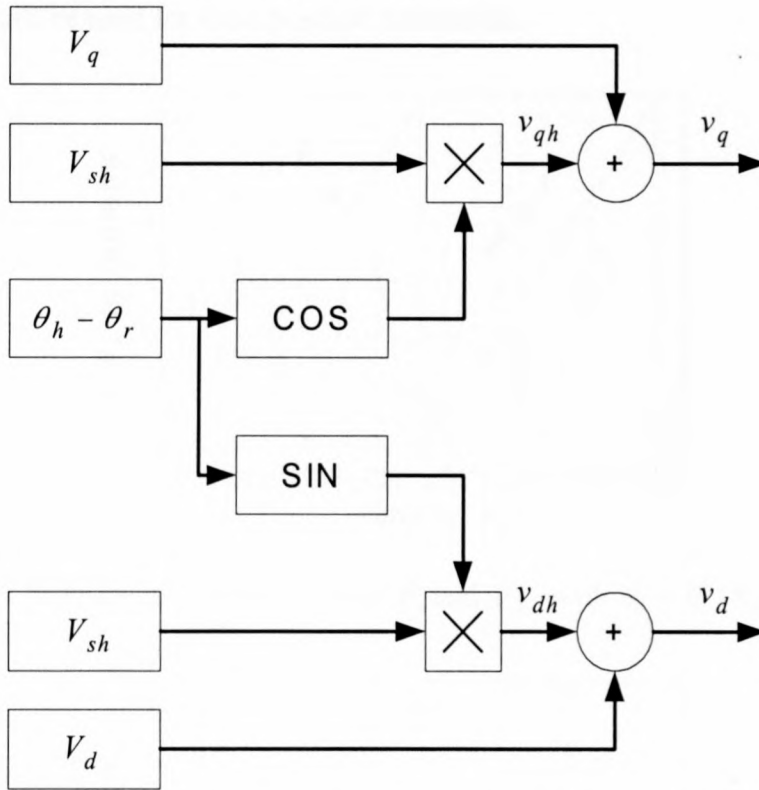 V_q
V_sh
v_qh
+
v_q
θ_h − θ_r
COS
SIN
V_sh
v_dh
+
v_d
V_d